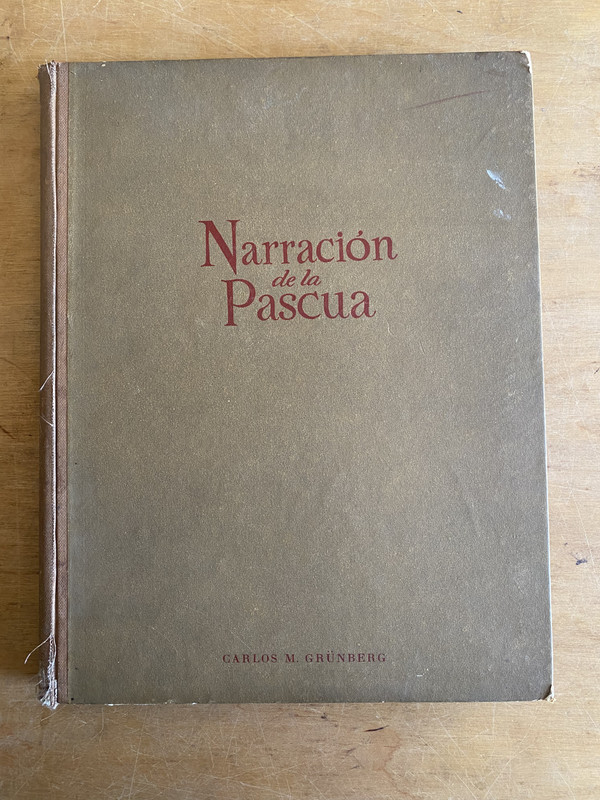 Narración
de la
Pascua
CARLOS M. GRÜNBERG